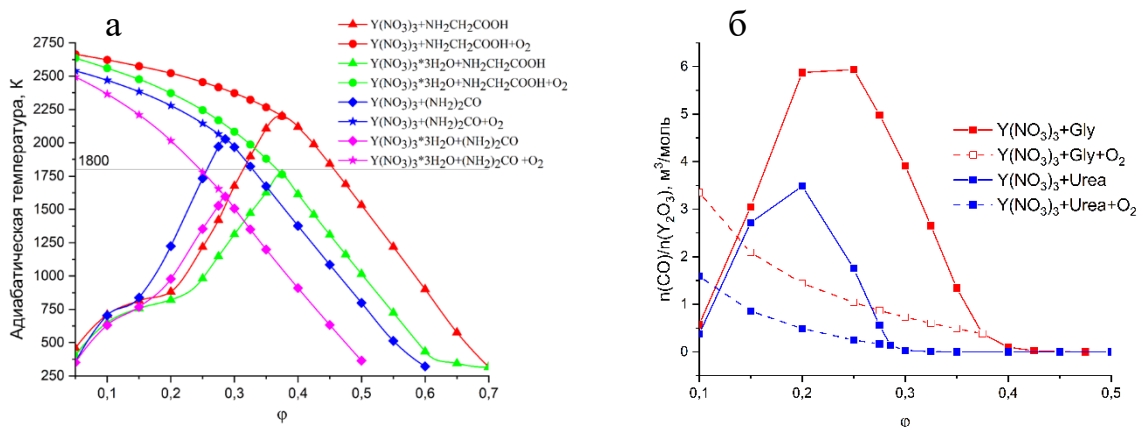 а
Y(NO3)3+NH2CH2COOH
Y(NO3)3+NH2CH2COOH+O2
Y(NO3)3*3H2O+NH2CH2COOH
Y(NO3)3*3H2O+NH2CH2COOH+O2
Y(NO3)3+(NH2)2CO
Y(NO3)3+(NH2)2CO+O2
Y(NO3)3*3H2O+(NH2)2CO
Y(NO3)3*3H2O+(NH2)2CO +O2
Адиабатическая температура, К
2750
2500
2250
2000
1800
1750
1500
1250
1000
750
500
250
0,1 0,2 0,3 0,4 0,5 0,6 0,7
φ
б
n(CO)/n(Y₂O₃), м³/моль
6
5
4
3
2
1
0
Y(NO₃)₃+Gly
Y(NO₃)₃+Gly+O₂
Y(NO₃)₃+Urea
Y(NO₃)₃+Urea+O₂
0,1 0,2 0,3 0,4 0,5
φ